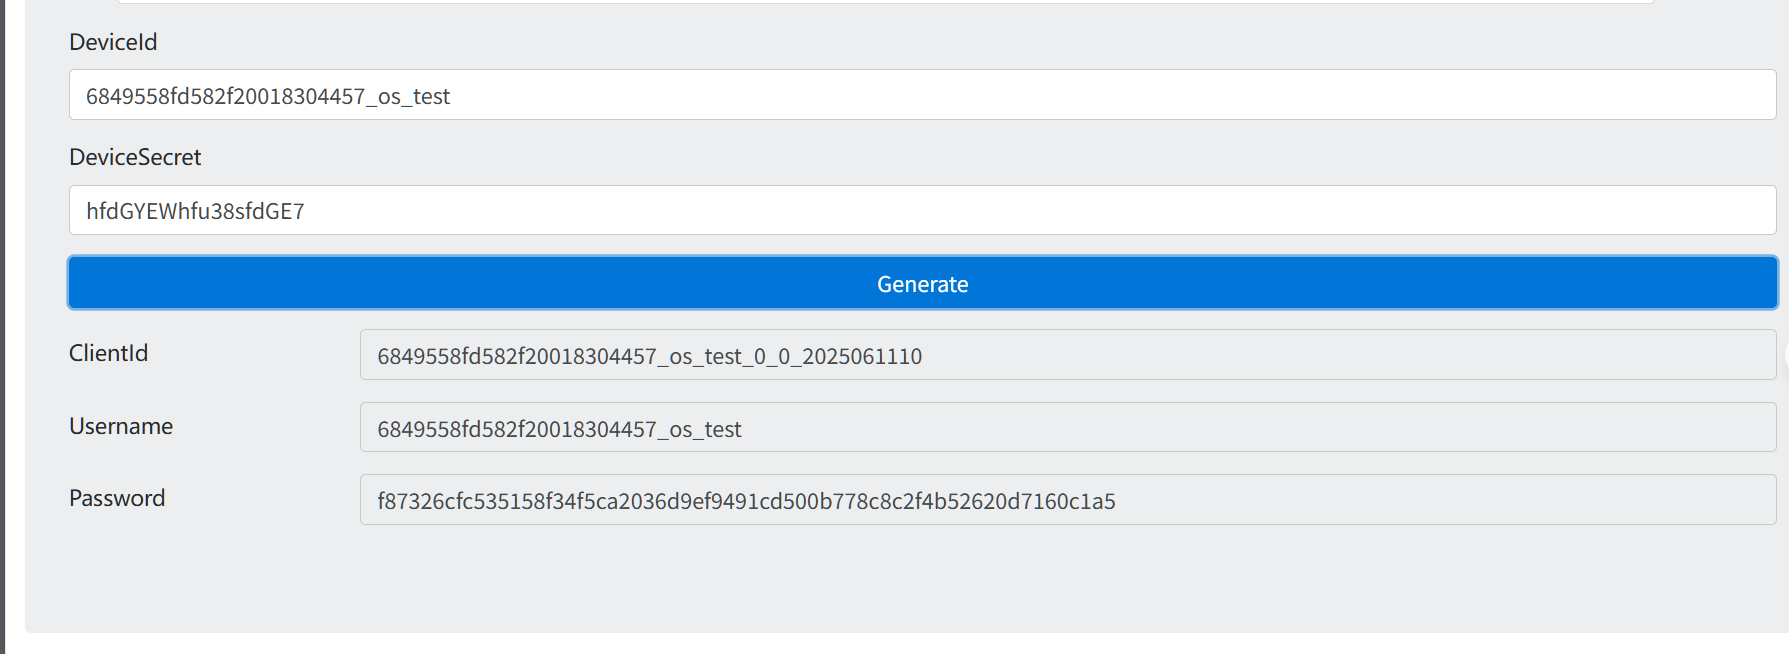 DeviceId
6849558fd582f20018304457_os_test
DeviceSecret
hfdGYEWhfu38sfdGE7
Generate
ClientId
6849558fd582f20018304457_os_test_0_0_2025061110
Username
6849558fd582f20018304457_os_test
Password
f87326cfc535158f34f5ca2036d9ef9491cd500b778c8c2f4b52620d7160c1a5